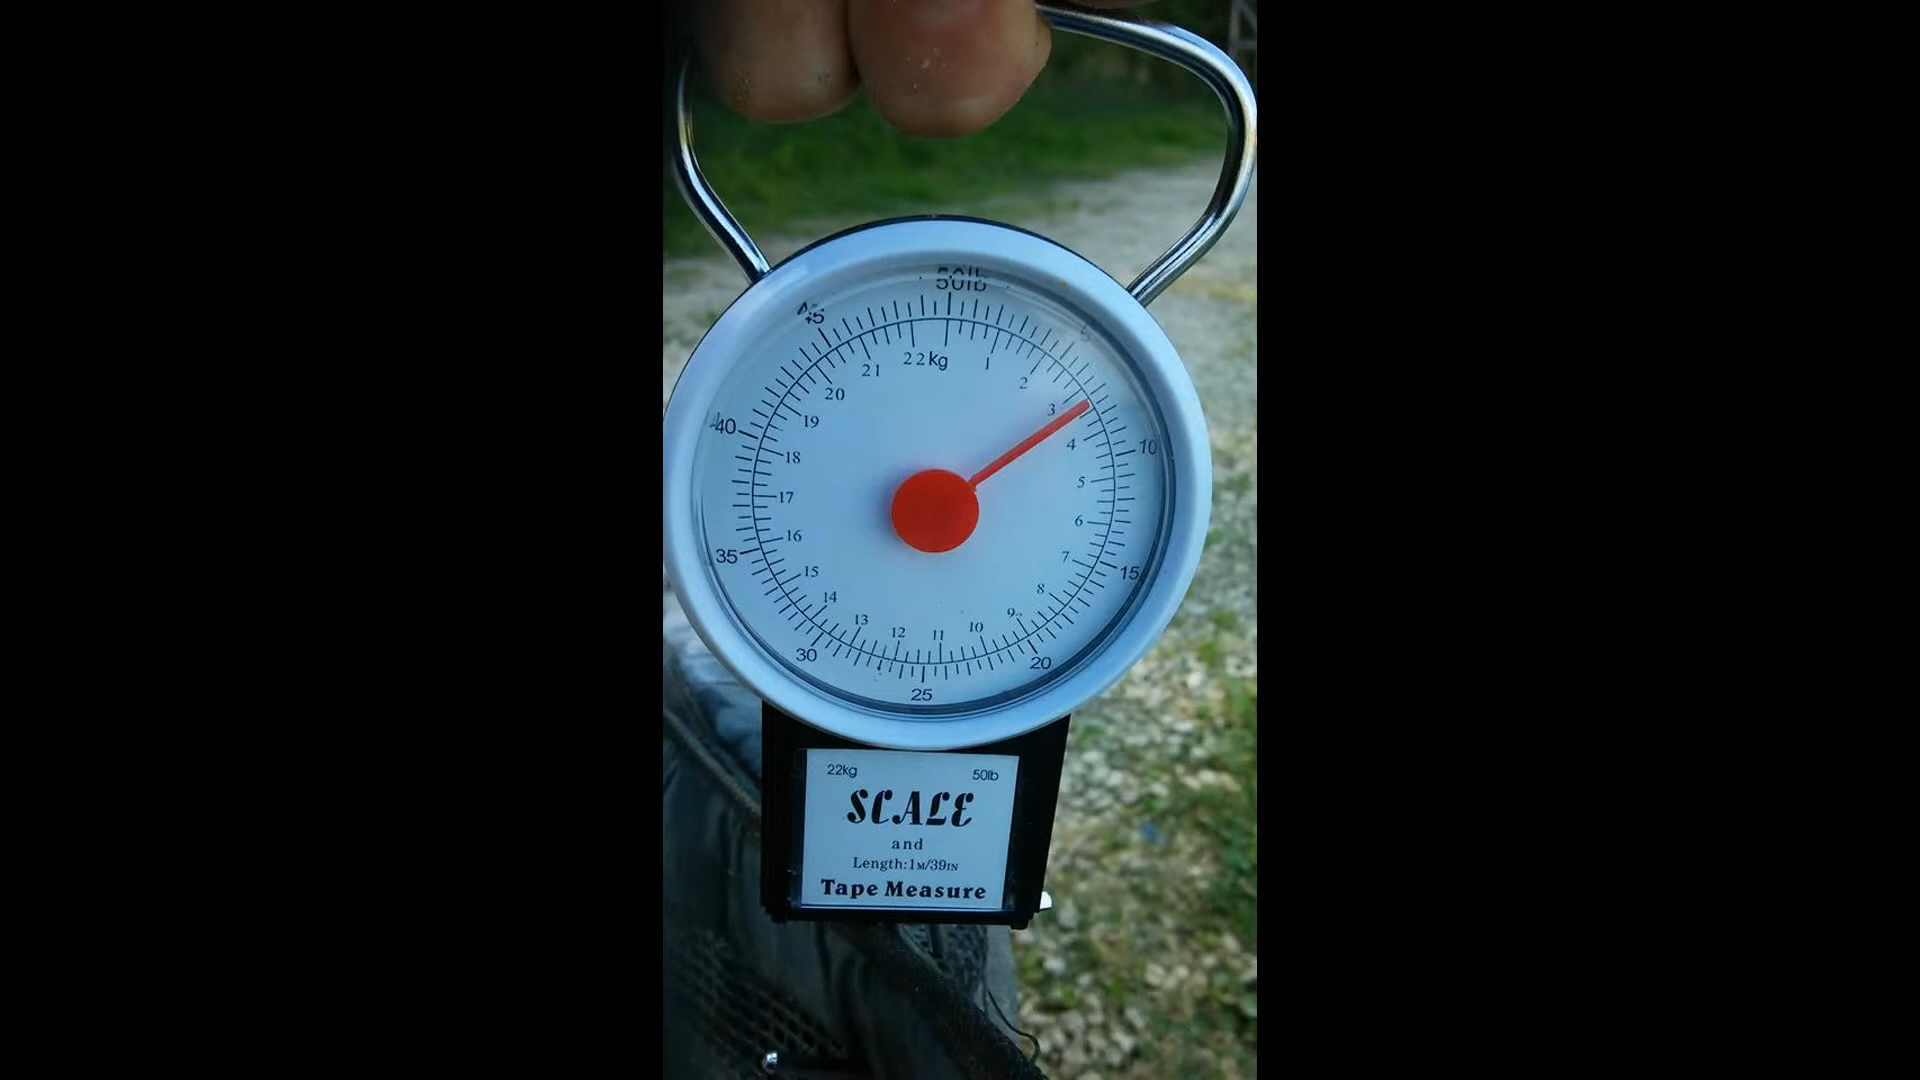 50lb
45 5
22kg 1
21 2
20
19 3
40 4 10
18
17 5
16 6
35 7 15
15 8
14 9
13 12 11 10
30 20
25
22kg 50lb
SCALE
and
Length:1M/39IN
Tape Measure